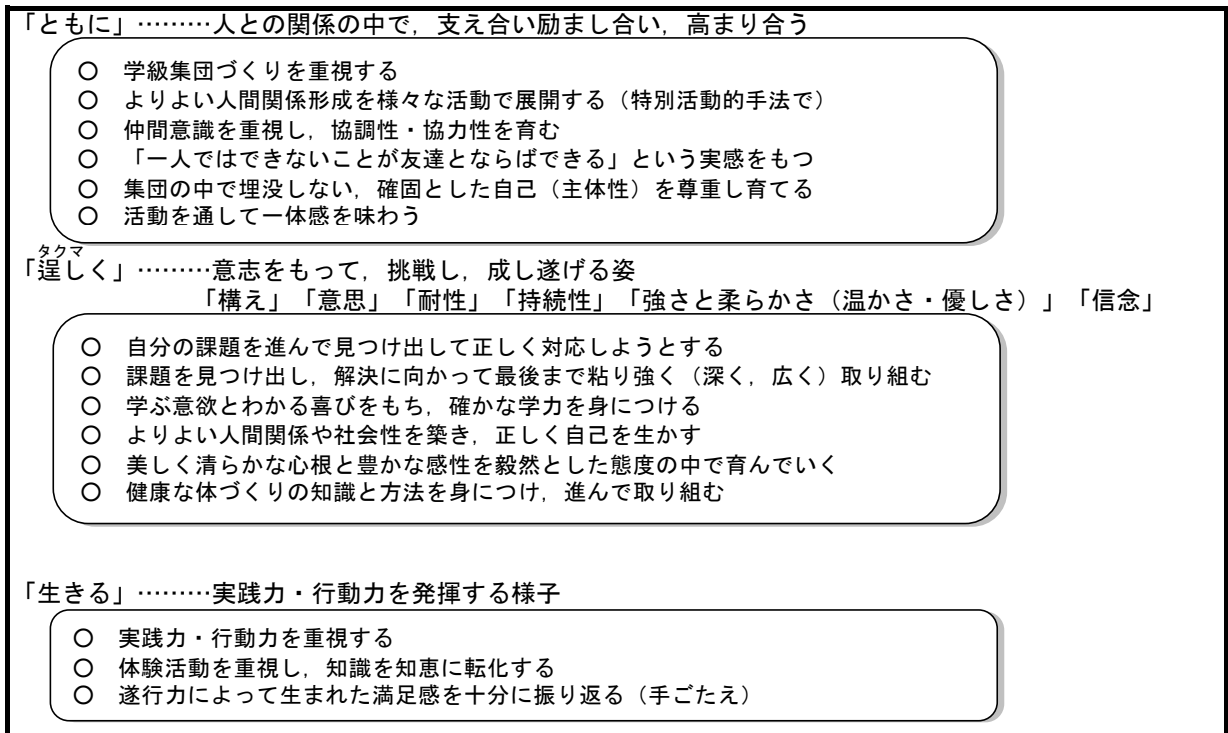 「ともに」………人との関係の中で，支え合い励まし合い，高まり合う
○　学級集団づくりを重視する
○　よりよい人間関係形成を様々な活動で展開する（特別活動的手法で）
○　仲間意識を重視し，協調性・協力性を育む
○　「一人ではできないことが友達とならばできる」という実感をもつ
○　集団の中で埋没しない，確固とした自己（主体性）を尊重し育てる
○　活動を通して一体感を味わう
タクマ
「逞しく」………意志をもって，挑戦し，成し遂げる姿
「構え」「意思」「耐性」「持続性」「強さと柔らかさ（温かさ・優しさ）」「信念」
○　自分の課題を進んで見つけ出して正しく対応しようとする
○　課題を見つけ出し，解決に向かって最後まで粘り強く（深く，広く）取り組む
○　学ぶ意欲とわかる喜びをもち，確かな学力を身につける
○　よりよい人間関係や社会性を築き，正しく自己を生かす
○　美しく清らかな心根と豊かな感性を毅然とした態度の中で育んでいく
○　健康な体づくりの知識と方法を身につけ，進んで取り組む
「生きる」………実践力・行動力を発揮する様子
○　実践力・行動力を重視する
○　体験活動を重視し，知識を知恵に転化する
○　遂行力によって生まれた満足感を十分に振り返る（手ごたえ）